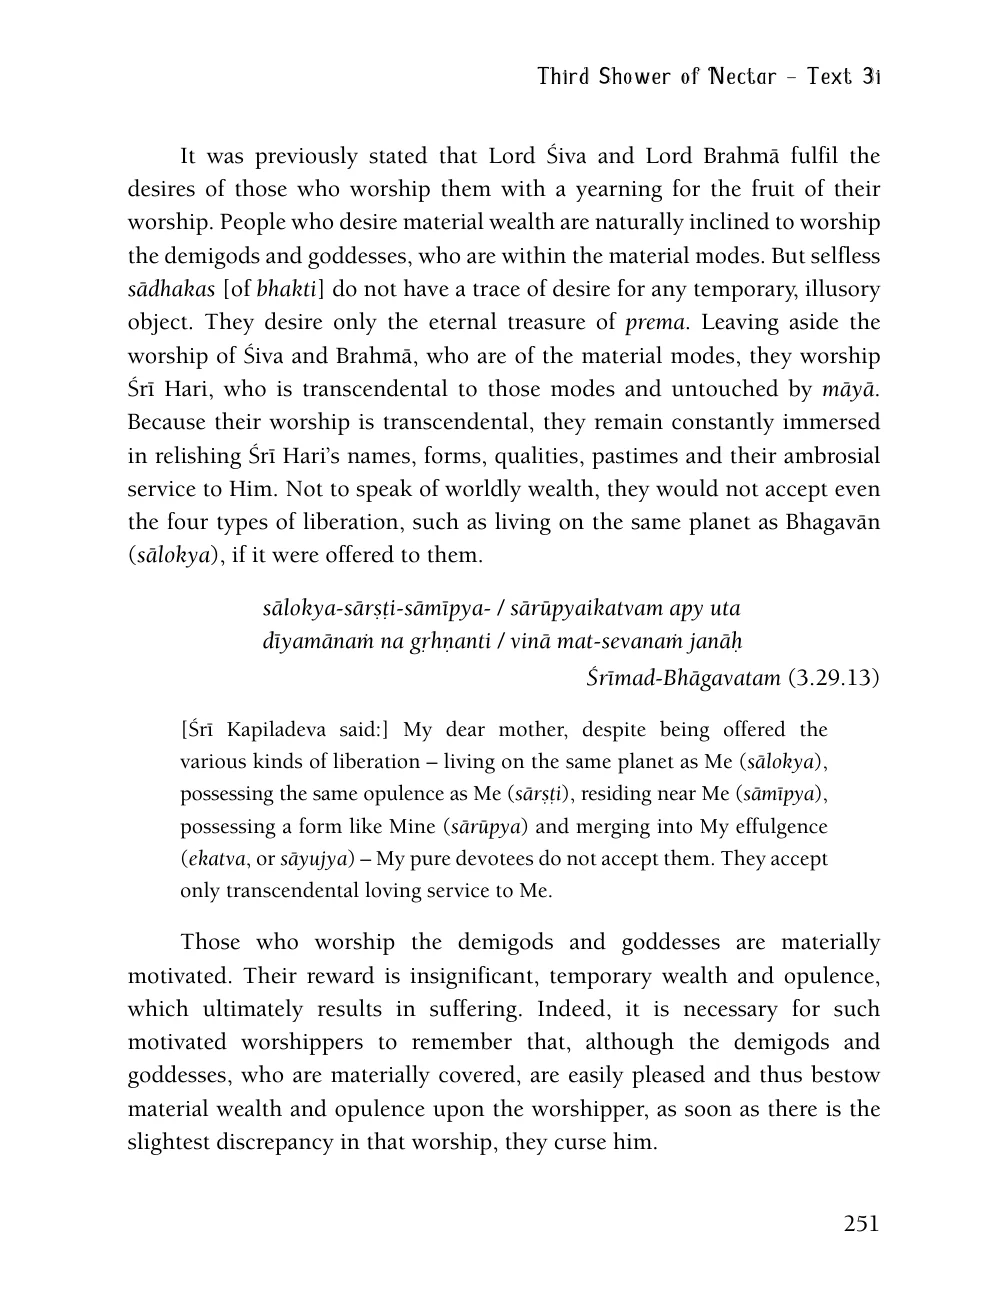 Third Shower of Nectar – Text 3i
It was previously stated that Lord Śiva and Lord Brahmā fulfil the
desires of those who worship them with a yearning for the fruit of their
worship. People who desire material wealth are naturally inclined to worship
the demigods and goddesses, who are within the material modes. But selfless
sādhakas [of bhakti] do not have a trace of desire for any temporary, illusory
object. They desire only the eternal treasure of prema. Leaving aside the
worship of Śiva and Brahmā, who are of the material modes, they worship
Śrī Hari, who is transcendental to those modes and untouched by māyā.
Because their worship is transcendental, they remain constantly immersed
in relishing Śrī Hari’s names, forms, qualities, pastimes and their ambrosial
service to Him. Not to speak of worldly wealth, they would not accept even
the four types of liberation, such as living on the same planet as Bhagavān
(sālokya), if it were offered to them.
sālokya-sārṣṭi-sāmīpya- / sārūpyaikatvam apy uta
dīyamānaṁ na gṛhṇanti / vinā mat-sevanaṁ janāḥ
Śrīmad-Bhāgavatam (3.29.13)
[Śrī Kapiladeva said:] My dear mother, despite being offered the
various kinds of liberation – living on the same planet as Me (sālokya),
possessing the same opulence as Me (sārṣṭi), residing near Me (sāmīpya),
possessing a form like Mine (sārūpya) and merging into My effulgence
(ekatva, or sāyujya) – My pure devotees do not accept them. They accept
only transcendental loving service to Me.
Those who worship the demigods and goddesses are materially
motivated. Their reward is insignificant, temporary wealth and opulence,
which ultimately results in suffering. Indeed, it is necessary for such
motivated worshippers to remember that, although the demigods and
goddesses, who are materially covered, are easily pleased and thus bestow
material wealth and opulence upon the worshipper, as soon as there is the
slightest discrepancy in that worship, they curse him.
251